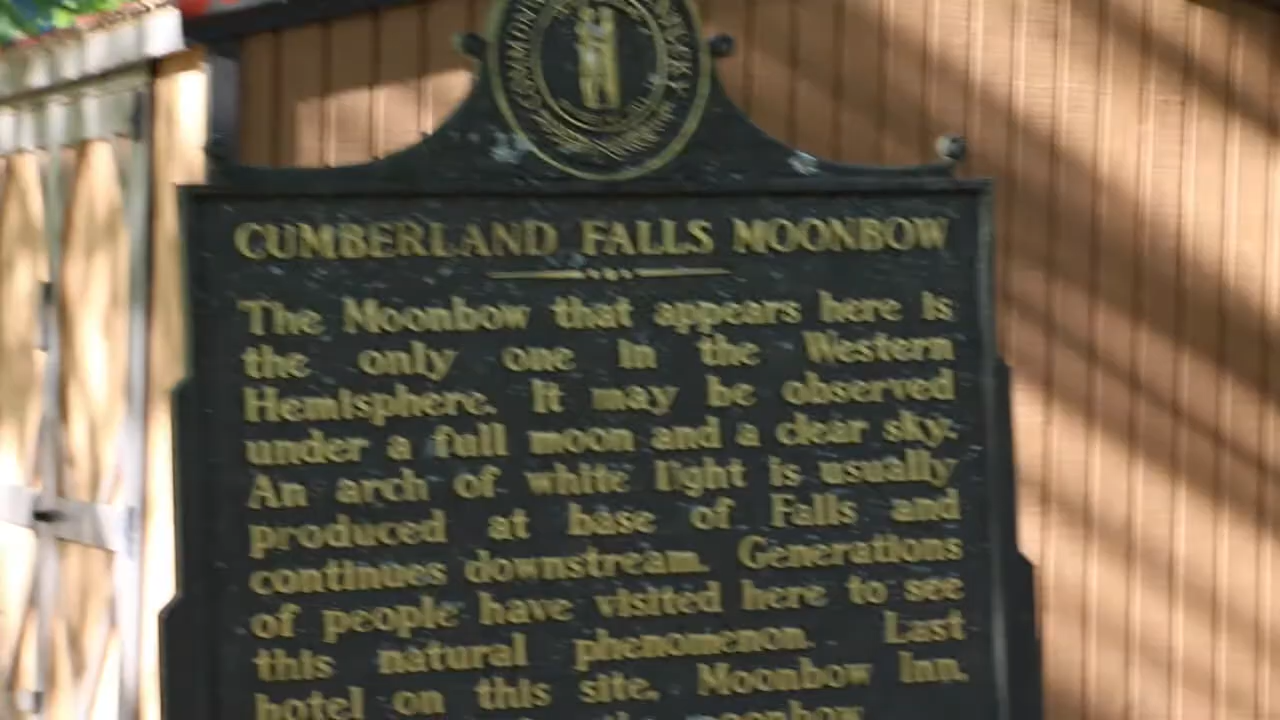 CUMBERLAND FALLS MOONBOW
The Moonbow that appears here is
the only one in the Western
Hemisphere. It may be observed
under a full moon and a clear sky.
An arch of white light is usually
produced at base of Falls and
continues downstream. Generations
of people have visited here to see
this natural phenomenon. Last
hotel on this site, Moonbow Inn,
moonbow